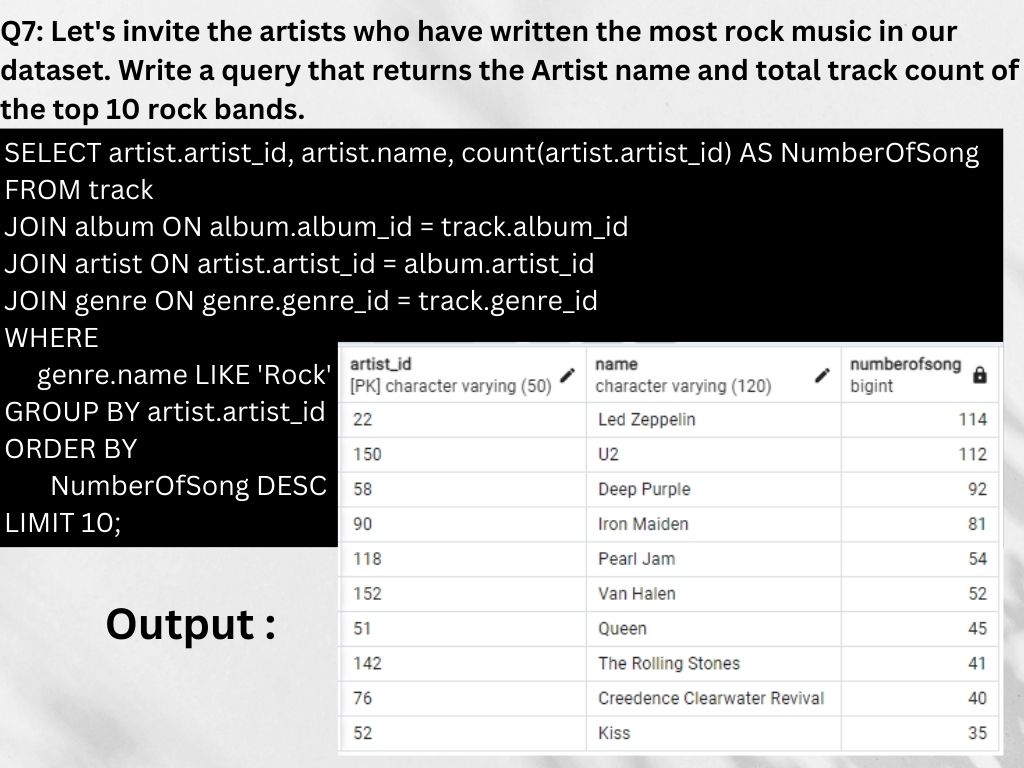 Q7: Let's invite the artists who have written the most rock music in our
dataset. Write a query that returns the Artist name and total track count of
the top 10 rock bands.
SELECT artist.artist_id, artist.name, count(artist.artist_id) AS NumberOfSong
FROM track
JOIN album ON album.album_id = track.album_id
JOIN artist ON artist.artist_id = album.artist_id
JOIN genre ON genre.genre_id = track.genre_id
WHERE
genre.name LIKE 'Rock'
GROUP BY artist.artist_id
ORDER BY
NumberOfSong DESC
LIMIT 10;
Output :
artist_id name numberofsong
[PK] character varying (50) character varying (120) bigint
22 Led Zeppelin 114
150 U2 112
58 Deep Purple 92
90 Iron Maiden 81
118 Pearl Jam 54
152 Van Halen 52
51 Queen 45
142 The Rolling Stones 41
76 Creedence Clearwater Revival 40
52 Kiss 35